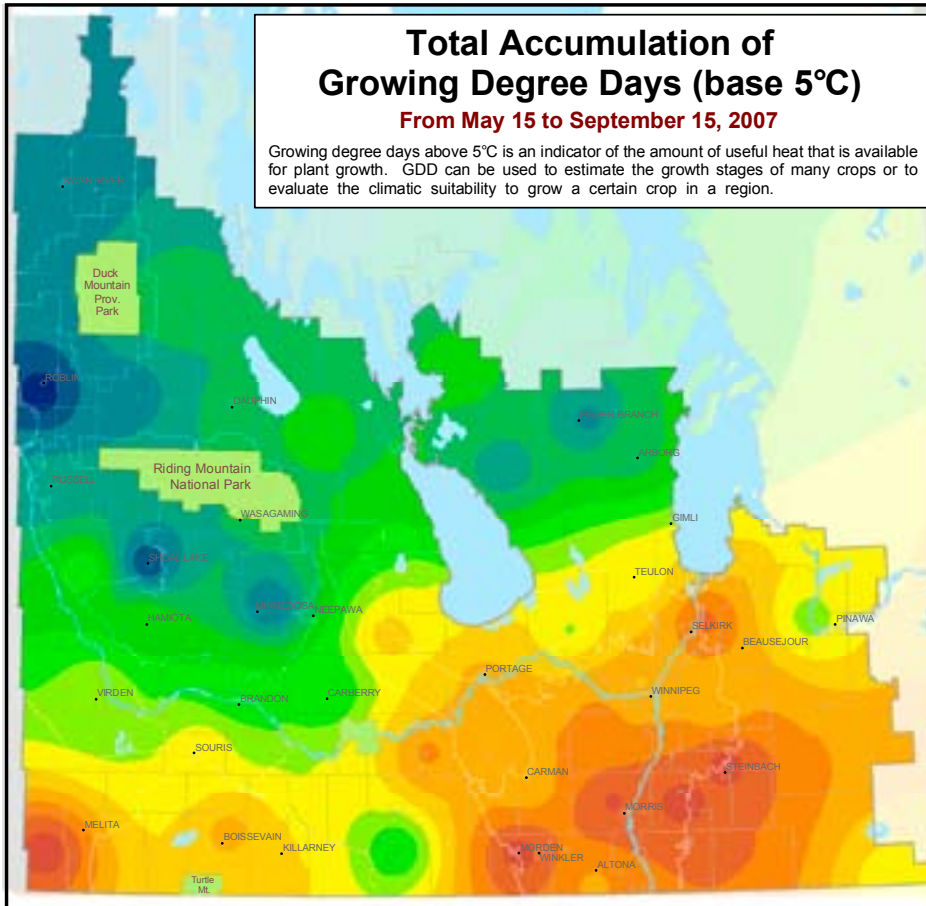 Total Accumulation of
Growing Degree Days (base 5°C)
From May 15 to September 15, 2007
Growing degree days above 5°C is an indicator of the amount of useful heat that is available
for plant growth. GDD can be used to estimate the growth stages of many crops or to
evaluate the climatic suitability to grow a certain crop in a region.
SWAN RIVER
Duck
Mountain
Prov.
Park
ROBLIN
DAUPHIN
FISHER BRANCH
ARBORG
Riding Mountain
National Park
RUSSELL
WASAGAMING
GIMLI
SHOAL LAKE
TEULON
MINNEDOSA
NEEPAWA
HAMIOTA
PINAWA
SELKIRK
BEAUSEJOUR
PORTAGE
VIRDEN
BRANDON
CARBERRY
WINNIPEG
SOURIS
STEINBACH
CARMAN
MORRIS
MELITA
BOISSEVAIN
KILLARNEY
MORDEN
WINKLER
ALTONA
Turtle
Mt.